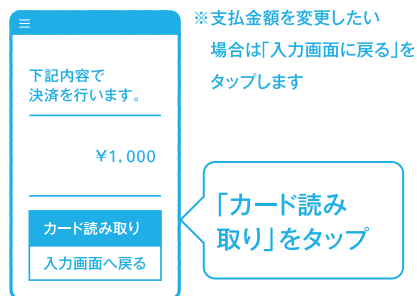 ※支払金額を変更したい
場合は「入力画面に戻る」を
タップします
下記内容で
決済を行います。
¥1,000
カード読み取り
入力画面へ戻る
「カード読み
取り」をタップ